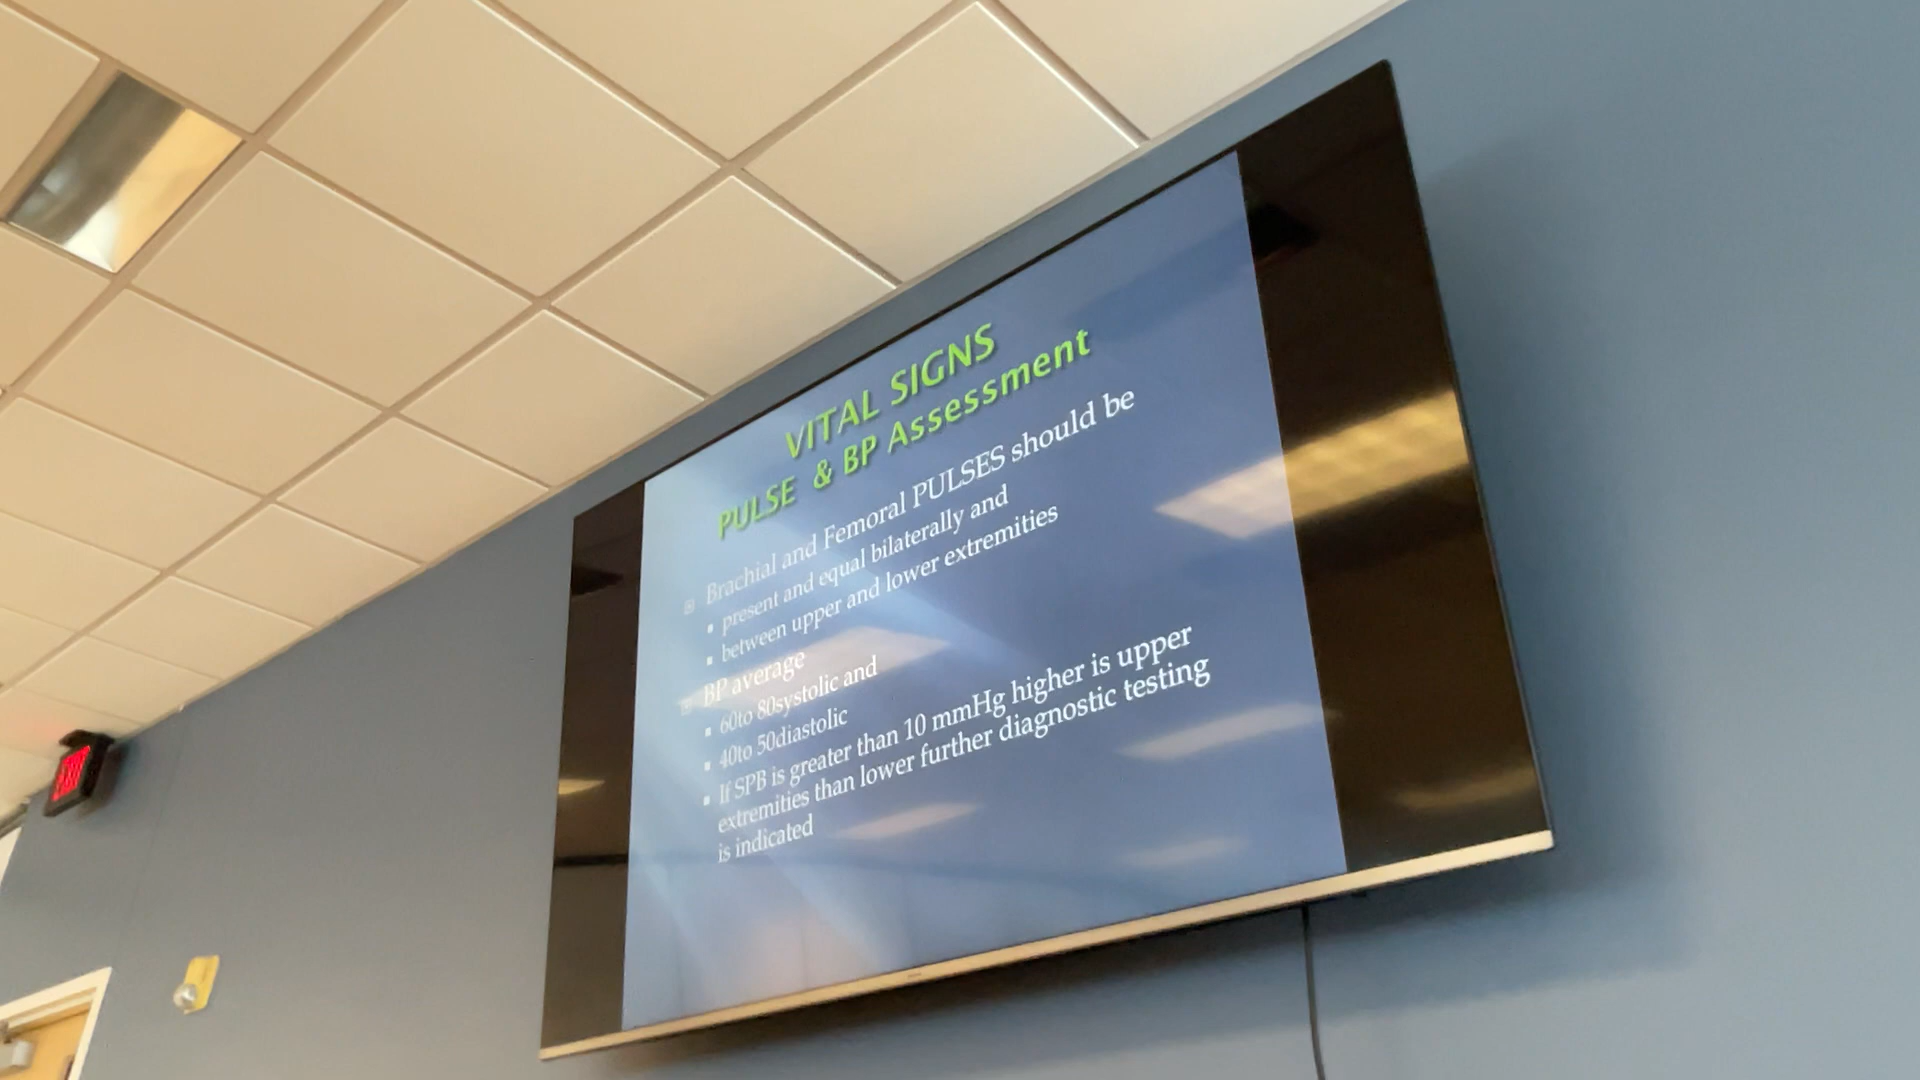 VITAL SIGNS
PULSE & BP Assessment
Brachial and Femoral PULSES should be
present and equal bilaterally and
between upper and lower extremities
BP average
60to 80systolic and
40to 50diastolic
If SPB is greater than 10 mmHg higher is upper
extremities than lower further diagnostic testing
is indicated